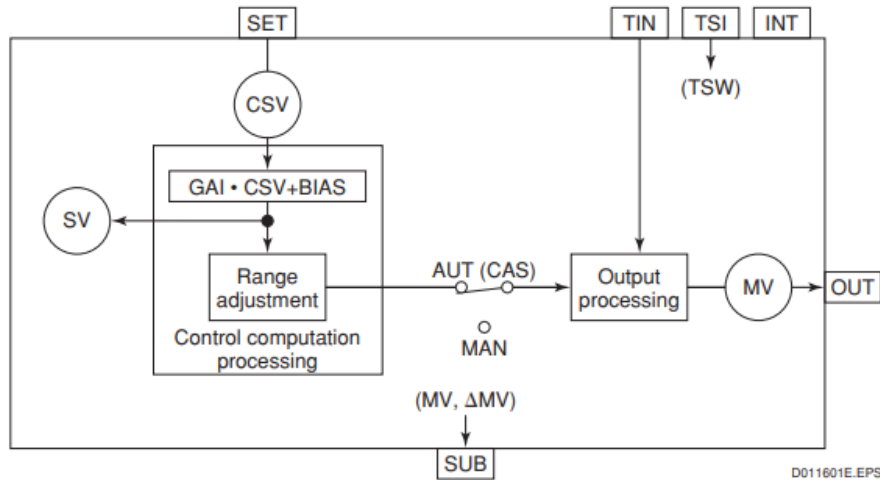 SET
TIN
TSI
INT
CSV
(TSW)
GAI • CSV+BIAS
SV
Range
adjustment
AUT (CAS)
Output
processing
MV
OUT
Control computation
processing
MAN
(MV, ΔMV)
SUB
D011601E.EPS